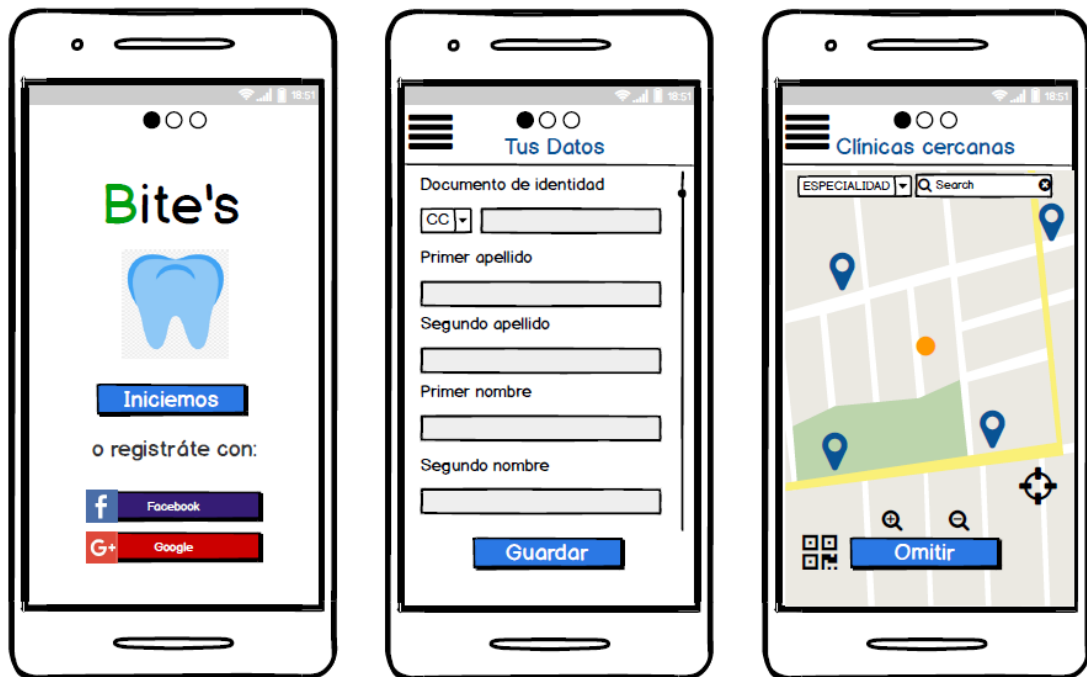 18:51
Bite's
Iniciemos
o registráte con:
f Facebook
G+ Google
18:51
Tus Datos
Documento de identidad
CC
Primer apellido
Segundo apellido
Primer nombre
Segundo nombre
Guardar
18:51
Clínicas cercanas
ESPECIALIDAD Search
Omitir